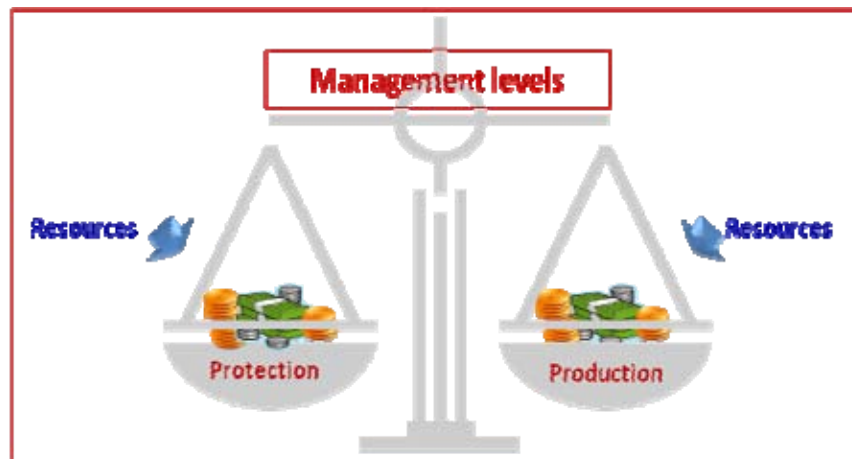 Management levels
Resources
Resources
Protection
Production